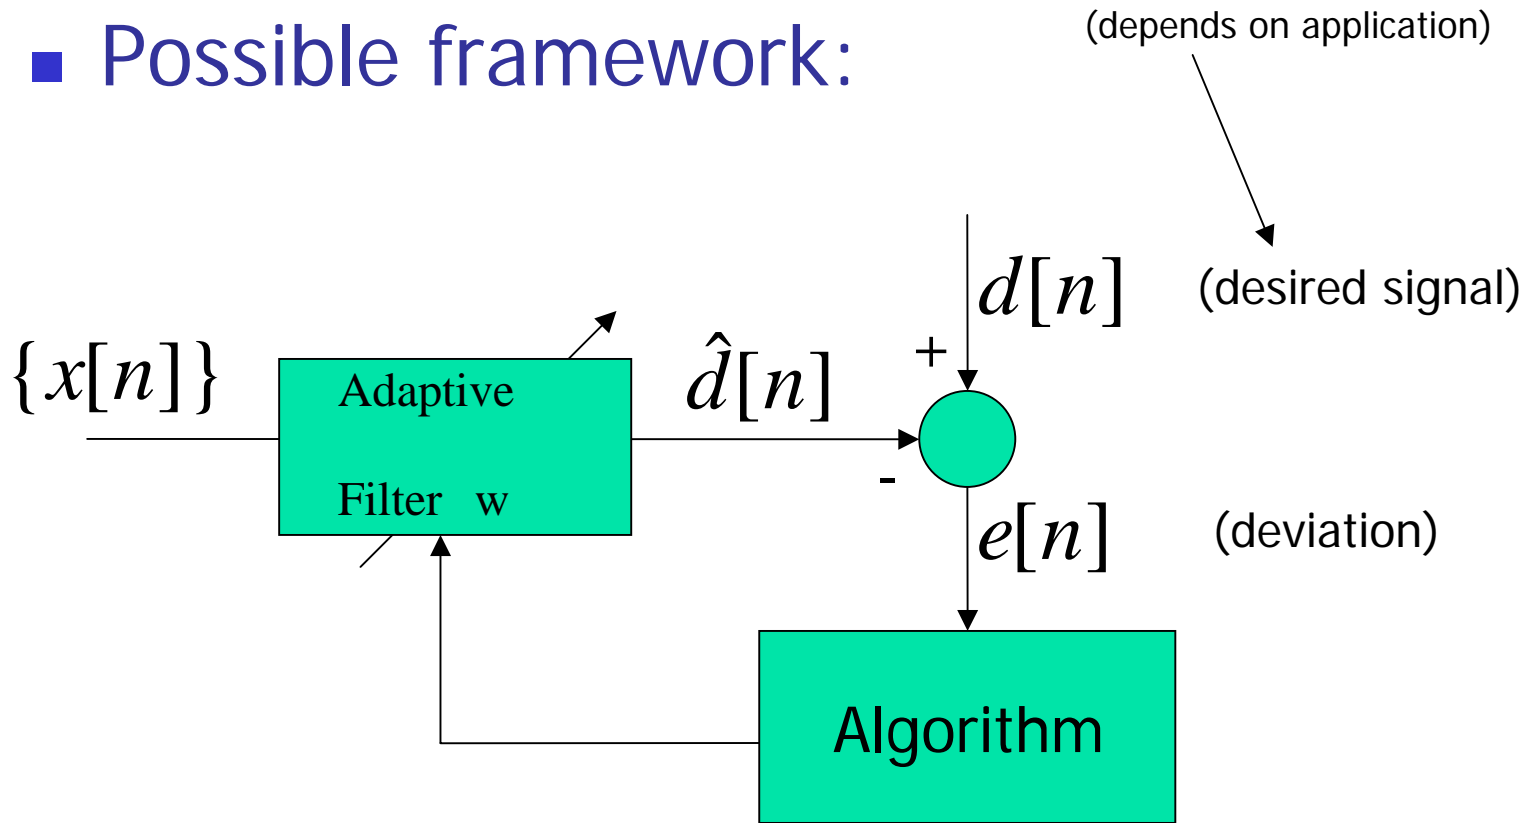 (depends on application)
Possible framework:
d[n] (desired signal)
+
{x[n]}
Adaptive
Filter w
d̂[n]
-
e[n] (deviation)
Algorithm